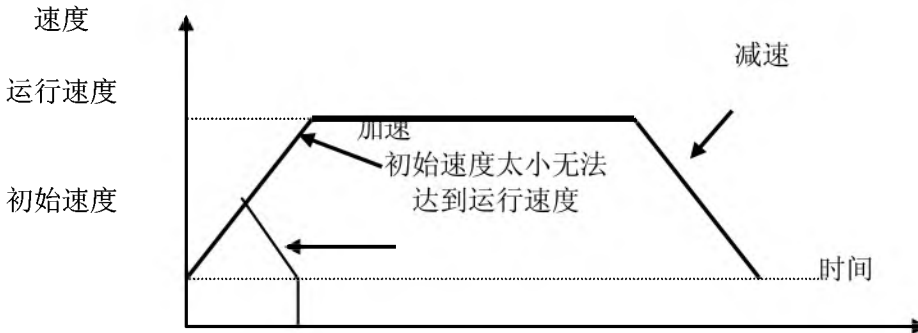 速度
减速
运行速度
加速
初始速度太小无法
达到运行速度
初始速度
时间